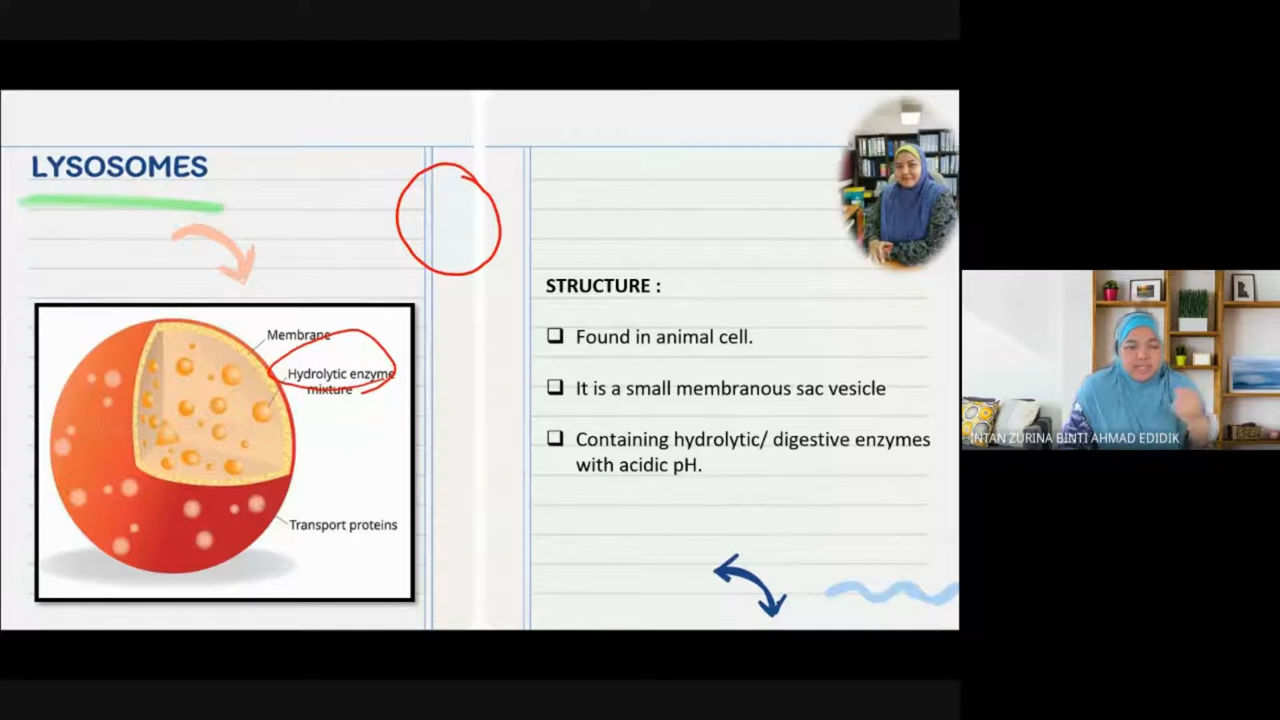 LYSOSOMES
Membrane
Hydrolytic enzyme
mixture
Transport proteins
STRUCTURE :
Found in animal cell.
It is a small membranous sac vesicle
Containing hydrolytic/ digestive enzymes
with acidic pH.
INTAN ZURINA BINTI AHMAD EDIDIK